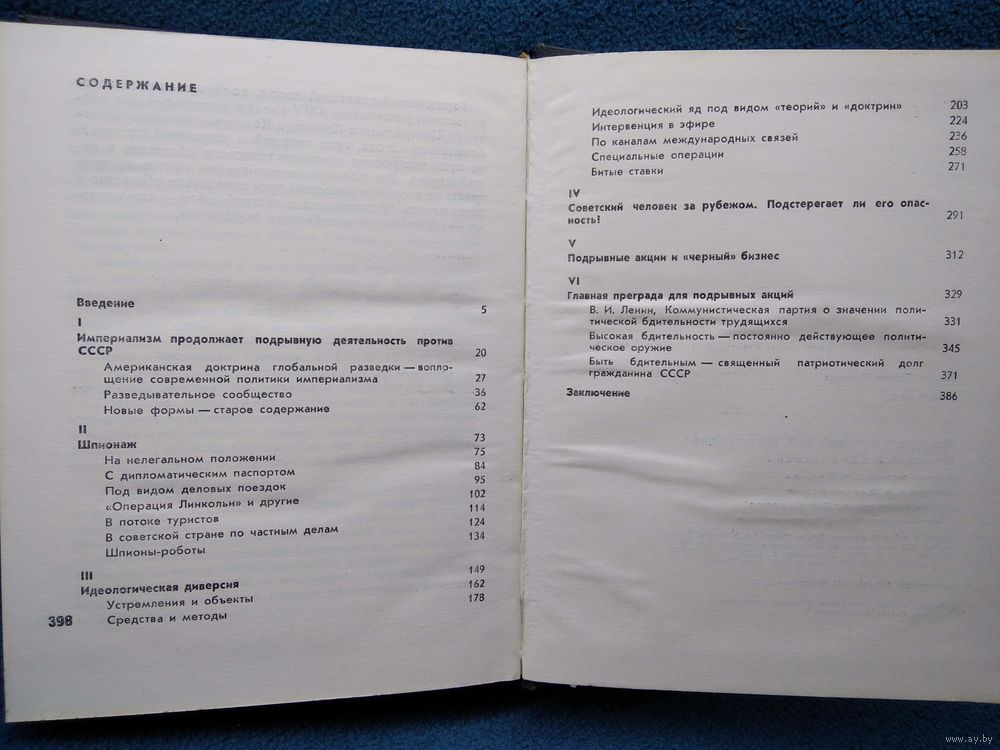 СОДЕРЖАНИЕ
Введение 5
I
Империализм продолжает подрывную деятельность против
СССР 20
Американская доктрина глобальной разведки — вопло-
щение современной политики империализма 27
Разведывательное сообщество 36
Новые формы — старое содержание 62
II
Шпионаж 73
На нелегальном положении 75
С дипломатическим паспортом 84
Под видом деловых поездок 95
«Операция Линкольн» и другие 102
В потоке туристов 114
В советской стране по частным делам 124
Шпионы-роботы 134
III
Идеологическая диверсия 149
Устремления и объекты 162
Средства и методы 178
398
Идеологический яд под видом «теорий» и «доктрин» 203
Интервенция в эфире 224
По каналам международных связей 236
Специальные операции 258
Битые ставки 271
IV
Советский человек за рубежом. Подстерегает ли его опас-
ность? 291
V
Подрывные акции и «черный» бизнес 312
VI
Главная преграда для подрывных акций 329
В. И. Ленин, Коммунистическая партия о значении поли-
тической бдительности трудящихся 331
Высокая бдительность — постоянно действующее полити-
ческое оружие 345
Быть бдительным — священный патриотический долг
гражданина СССР 371
Заключение 386
www.ay.by